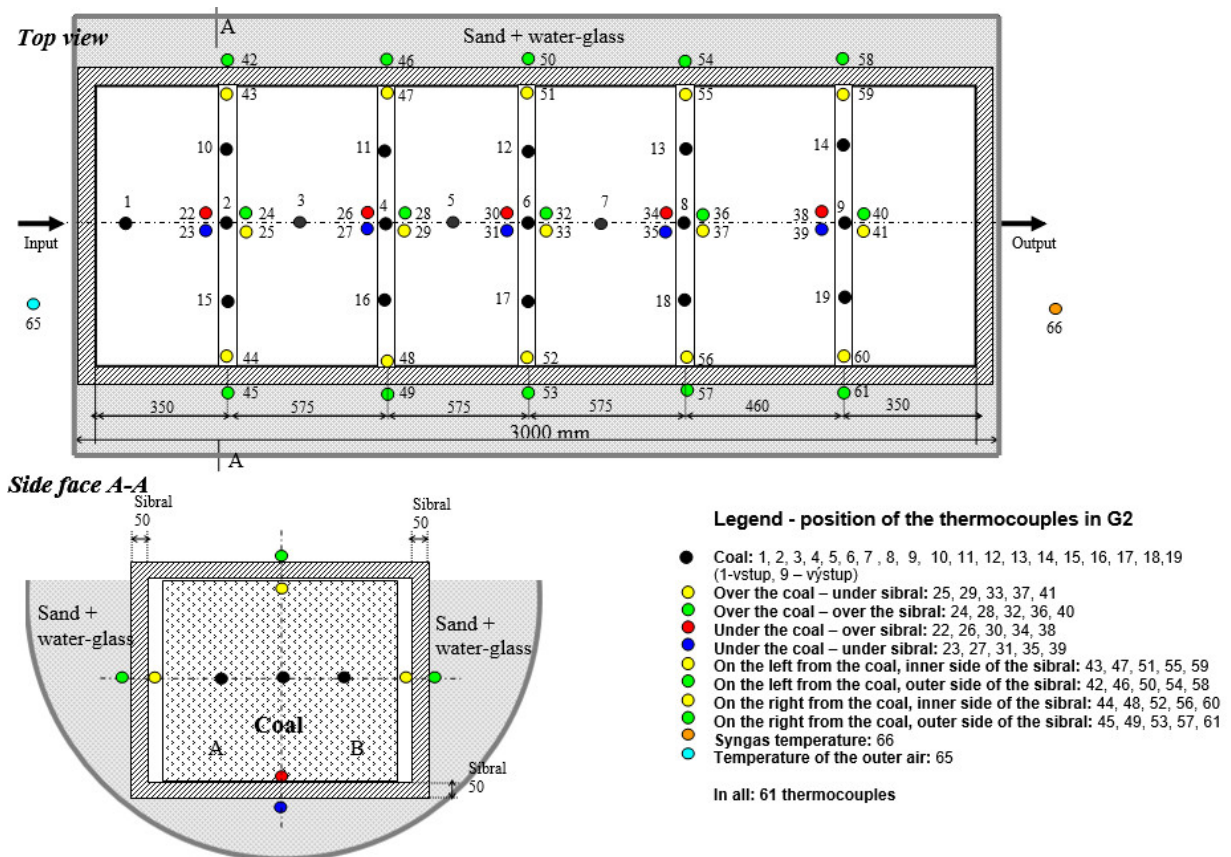 Top view
A
Sand + water-glass
42 46 50 54 58
43 47 51 55 59
10 11 12 13 14
1 22 2 24 3 26 4 28 5 30 6 32 7 34 8 36 38 9 40
23 25 27 29 31 33 35 37 39 41
Input Output
15 16 17 18 19
65 66
44 48 52 56 60
45 49 53 57 61
350 575 575 575 460 350
3000 mm
A
Side face A-A
Sibral
50
Sibral
50
Sand +
water-glass
Sand +
water-glass
Coal
A B
Sibral
50
Legend - position of the thermocouples in G2
Coal: 1, 2, 3, 4, 5, 6, 7 , 8, 9, 10, 11, 12, 13, 14, 15, 16, 17, 18,19
(1-vstup, 9 – výstup)
Over the coal – under sibral: 25, 29, 33, 37, 41
Over the coal – over the sibral: 24, 28, 32, 36, 40
Under the coal – over sibral: 22, 26, 30, 34, 38
Under the coal – under sibral: 23, 27, 31, 35, 39
On the left from the coal, inner side of the sibral: 43, 47, 51, 55, 59
On the left from the coal, outer side of the sibral: 42, 46, 50, 54, 58
On the right from the coal, inner side of the sibral: 44, 48, 52, 56, 60
On the right from the coal, outer side of the sibral: 45, 49, 53, 57, 61
Syngas temperature: 66
Temperature of the outer air: 65
In all: 61 thermocouples